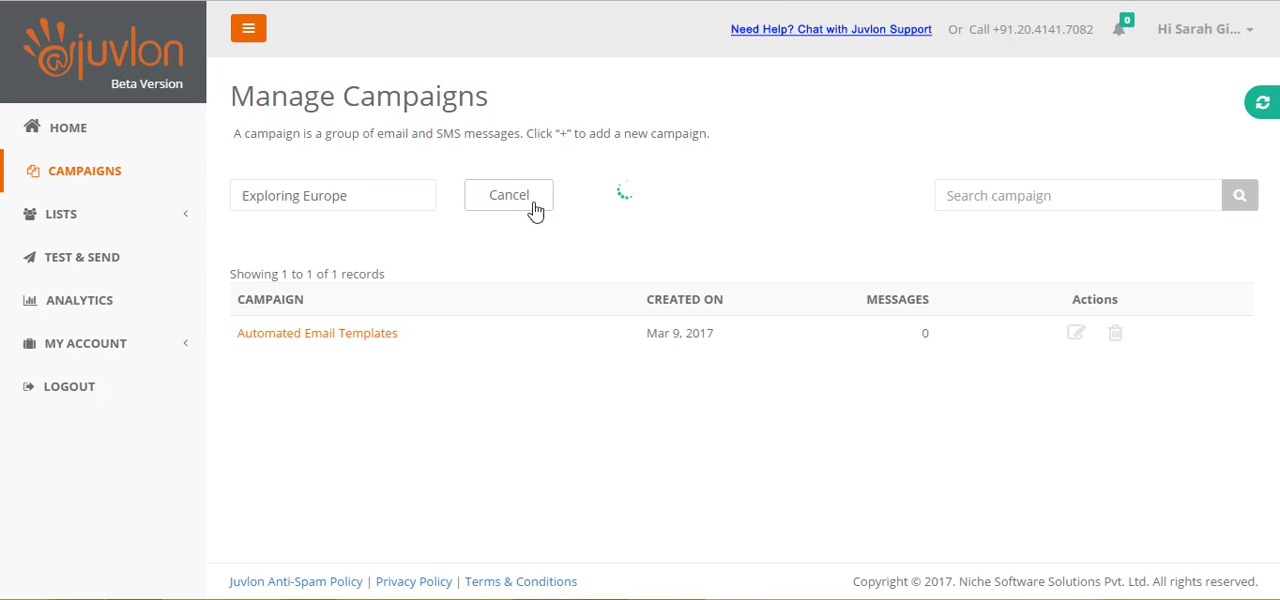 juvlon
Beta Version
Need Help? Chat with Juvlon Support Or Call +91.20.4141.7082 0 Hi Sarah Gi...
HOME
CAMPAIGNS
LISTS
TEST & SEND
ANALYTICS
MY ACCOUNT
LOGOUT
Manage Campaigns
A campaign is a group of email and SMS messages. Click "+" to add a new campaign.
Exploring Europe Cancel Search campaign
Showing 1 to 1 of 1 records
CAMPAIGN CREATED ON MESSAGES Actions
Automated Email Templates Mar 9, 2017 0
Juvlon Anti-Spam Policy | Privacy Policy | Terms & Conditions Copyright © 2017. Niche Software Solutions Pvt. Ltd. All rights reserved.